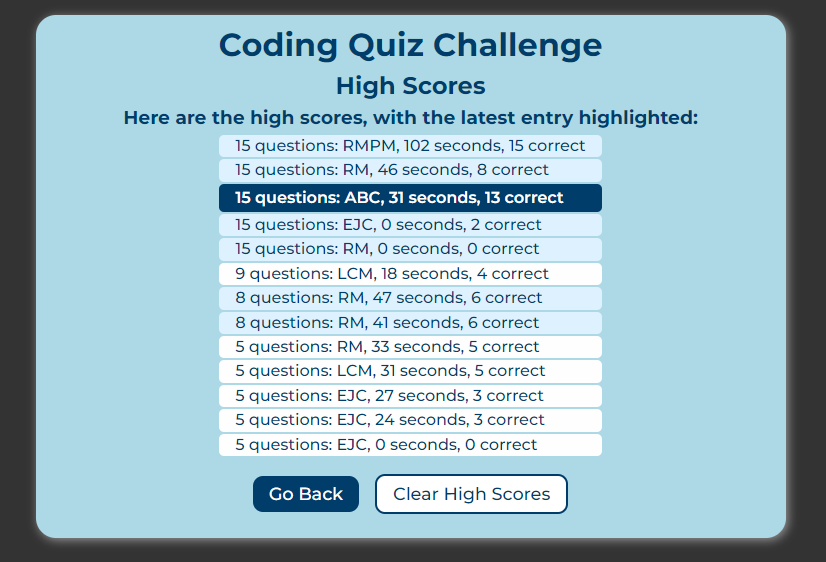 Coding Quiz Challenge
High Scores
Here are the high scores, with the latest entry highlighted:
15 questions: RMPM, 102 seconds, 15 correct
15 questions: RM, 46 seconds, 8 correct
15 questions: ABC, 31 seconds, 13 correct
15 questions: EJC, 0 seconds, 2 correct
15 questions: RM, 0 seconds, 0 correct
9 questions: LCM, 18 seconds, 4 correct
8 questions: RM, 47 seconds, 6 correct
8 questions: RM, 41 seconds, 6 correct
5 questions: RM, 33 seconds, 5 correct
5 questions: LCM, 31 seconds, 5 correct
5 questions: EJC, 27 seconds, 3 correct
5 questions: EJC, 24 seconds, 3 correct
5 questions: EJC, 0 seconds, 0 correct
Go Back
Clear High Scores